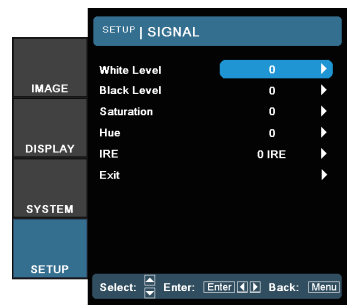 SETUP | SIGNAL
White Level 0
IMAGE
Black Level 0
Saturation 0
Hue 0
DISPLAY
IRE 0 IRE
Exit
SYSTEM
SETUP
Select: Enter: Enter Back: Menu